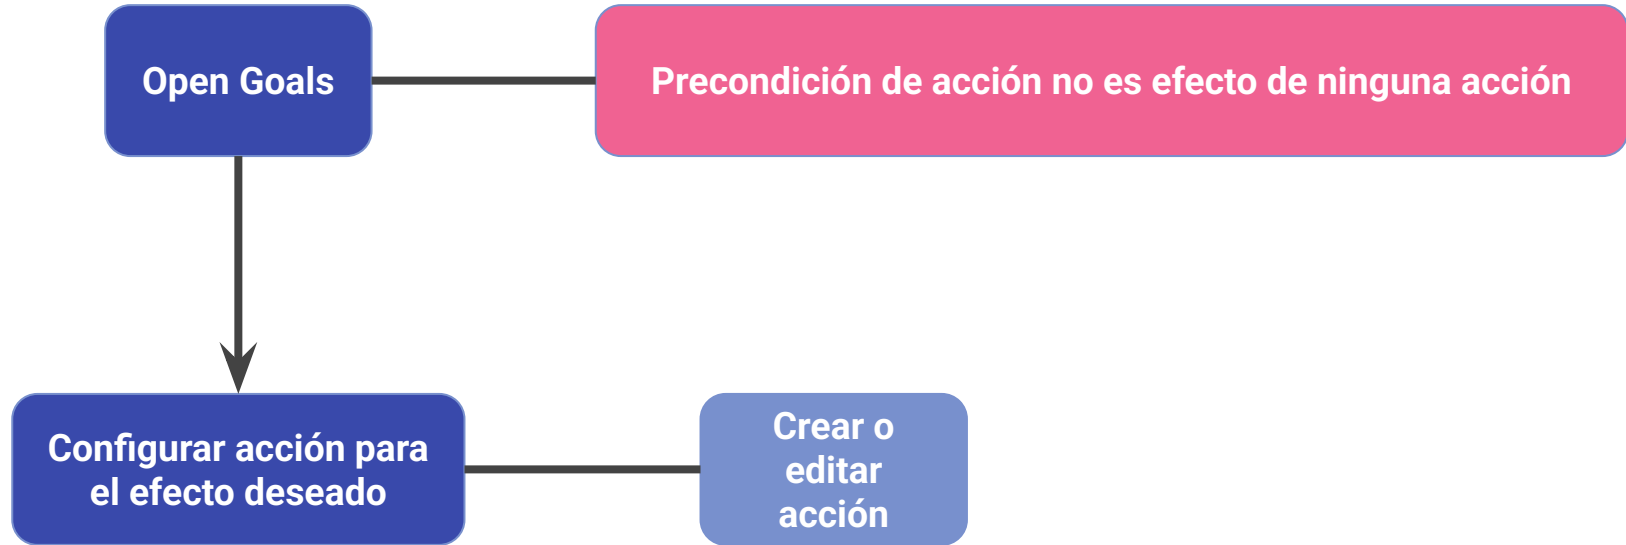 Open Goals
Precondición de acción no es efecto de ninguna acción
Configurar acción para
el efecto deseado
Crear o
editar
acción